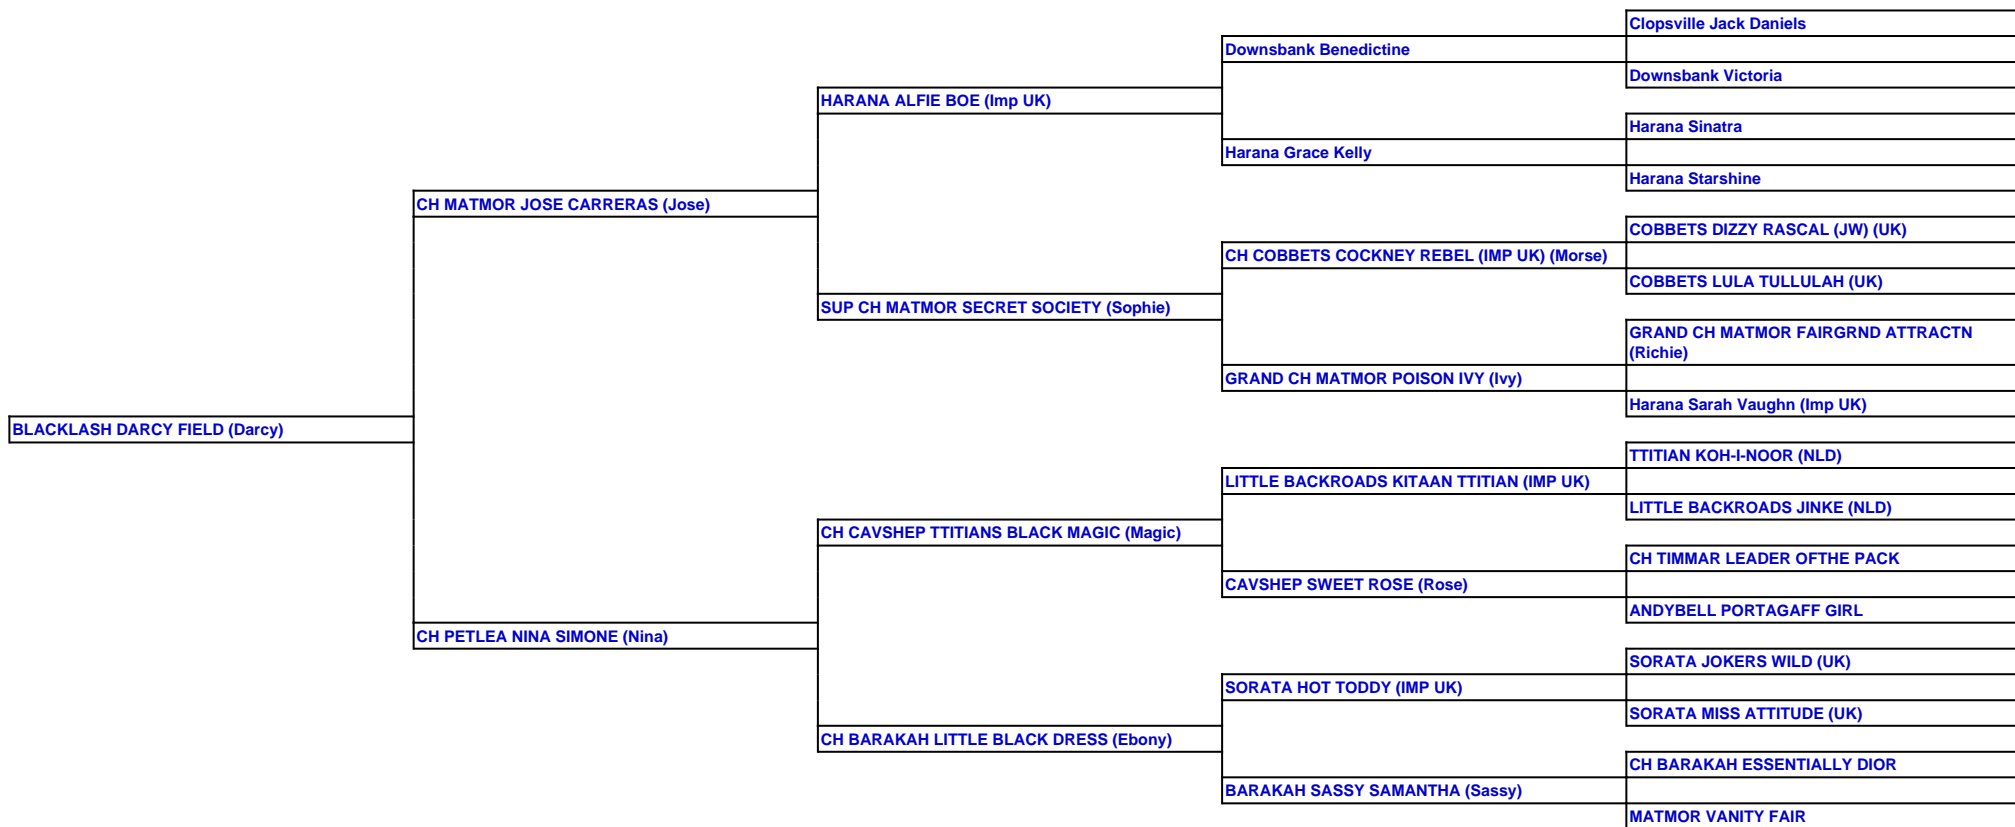 Clopsville Jack Daniels
Downsbank Benedictine
Downsbank Victoria
HARANA ALFIE BOE (Imp UK)
Harana Sinatra
Harana Grace Kelly
Harana Starshine
CH MATMOR JOSE CARRERAS (Jose)
COBBETS DIZZY RASCAL (JW) (UK)
CH COBBETS COCKNEY REBEL (IMP UK) (Morse)
COBBETS LULA TULLULAH (UK)
SUP CH MATMOR SECRET SOCIETY (Sophie)
GRAND CH MATMOR FAIRGRND ATTRACTN
(Richie)
GRAND CH MATMOR POISON IVY (Ivy)
Harana Sarah Vaughn (Imp UK)
BLACKLASH DARCY FIELD (Darcy)
TTITIAN KOH-I-NOOR (NLD)
LITTLE BACKROADS KITAAN TTITIAN (IMP UK)
LITTLE BACKROADS JINKE (NLD)
CH CAVSHEP TTITIANS BLACK MAGIC (Magic)
CH TIMMAR LEADER OFTHE PACK
CAVSHEP SWEET ROSE (Rose)
ANDYBELL PORTAGAFF GIRL
CH PETLEA NINA SIMONE (Nina)
SORATA JOKERS WILD (UK)
SORATA HOT TODDY (IMP UK)
SORATA MISS ATTITUDE (UK)
CH BARAKAH LITTLE BLACK DRESS (Ebony)
CH BARAKAH ESSENTIALLY DIOR
BARAKAH SASSY SAMANTHA (Sassy)
MATMOR VANITY FAIR